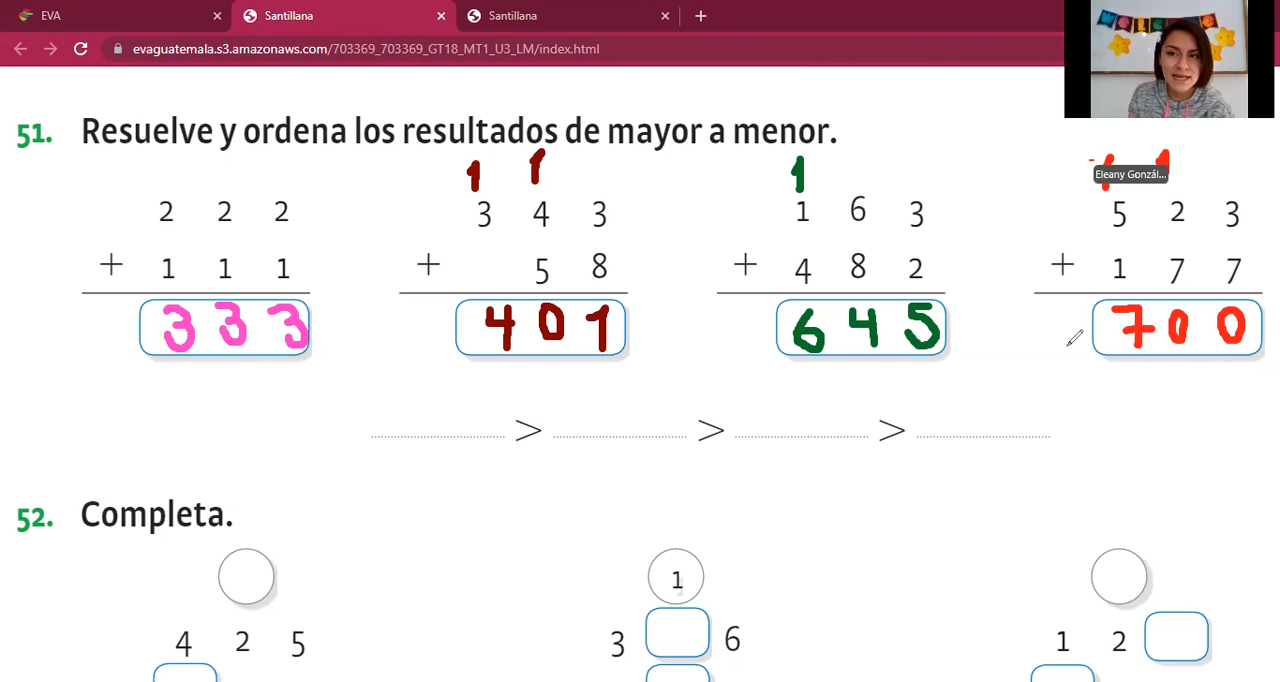 EVA Santillana Santillana
evaguatemala.s3.amazonaws.com/703369_703369_GT18_MT1_U3_LM/index.html
51. Resuelve y ordena los resultados de mayor a menor.
1 1 1 1 1
Eleany Gonzál...
2 2 2 3 4 3 1 6 3 5 2 3
+ 1 1 1 + 5 8 + 4 8 2 + 1 7 7
3 3 3 4 0 1 6 4 5 7 0 0
> > >
52. Completa.
1
4 2 5 3 6 1 2